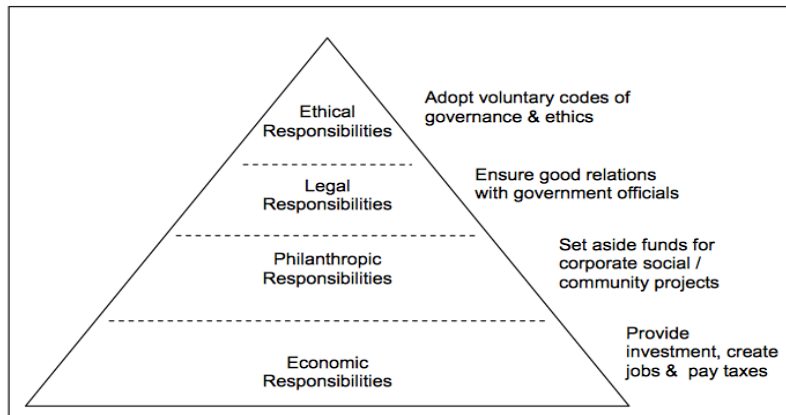 Ethical
Responsibilities
Adopt voluntary codes of
governance & ethics
Legal
Responsibilities
Ensure good relations
with government officials
Philanthropic
Responsibilities
Set aside funds for
corporate social /
community projects
Economic
Responsibilities
Provide
investment, create
jobs & pay taxes